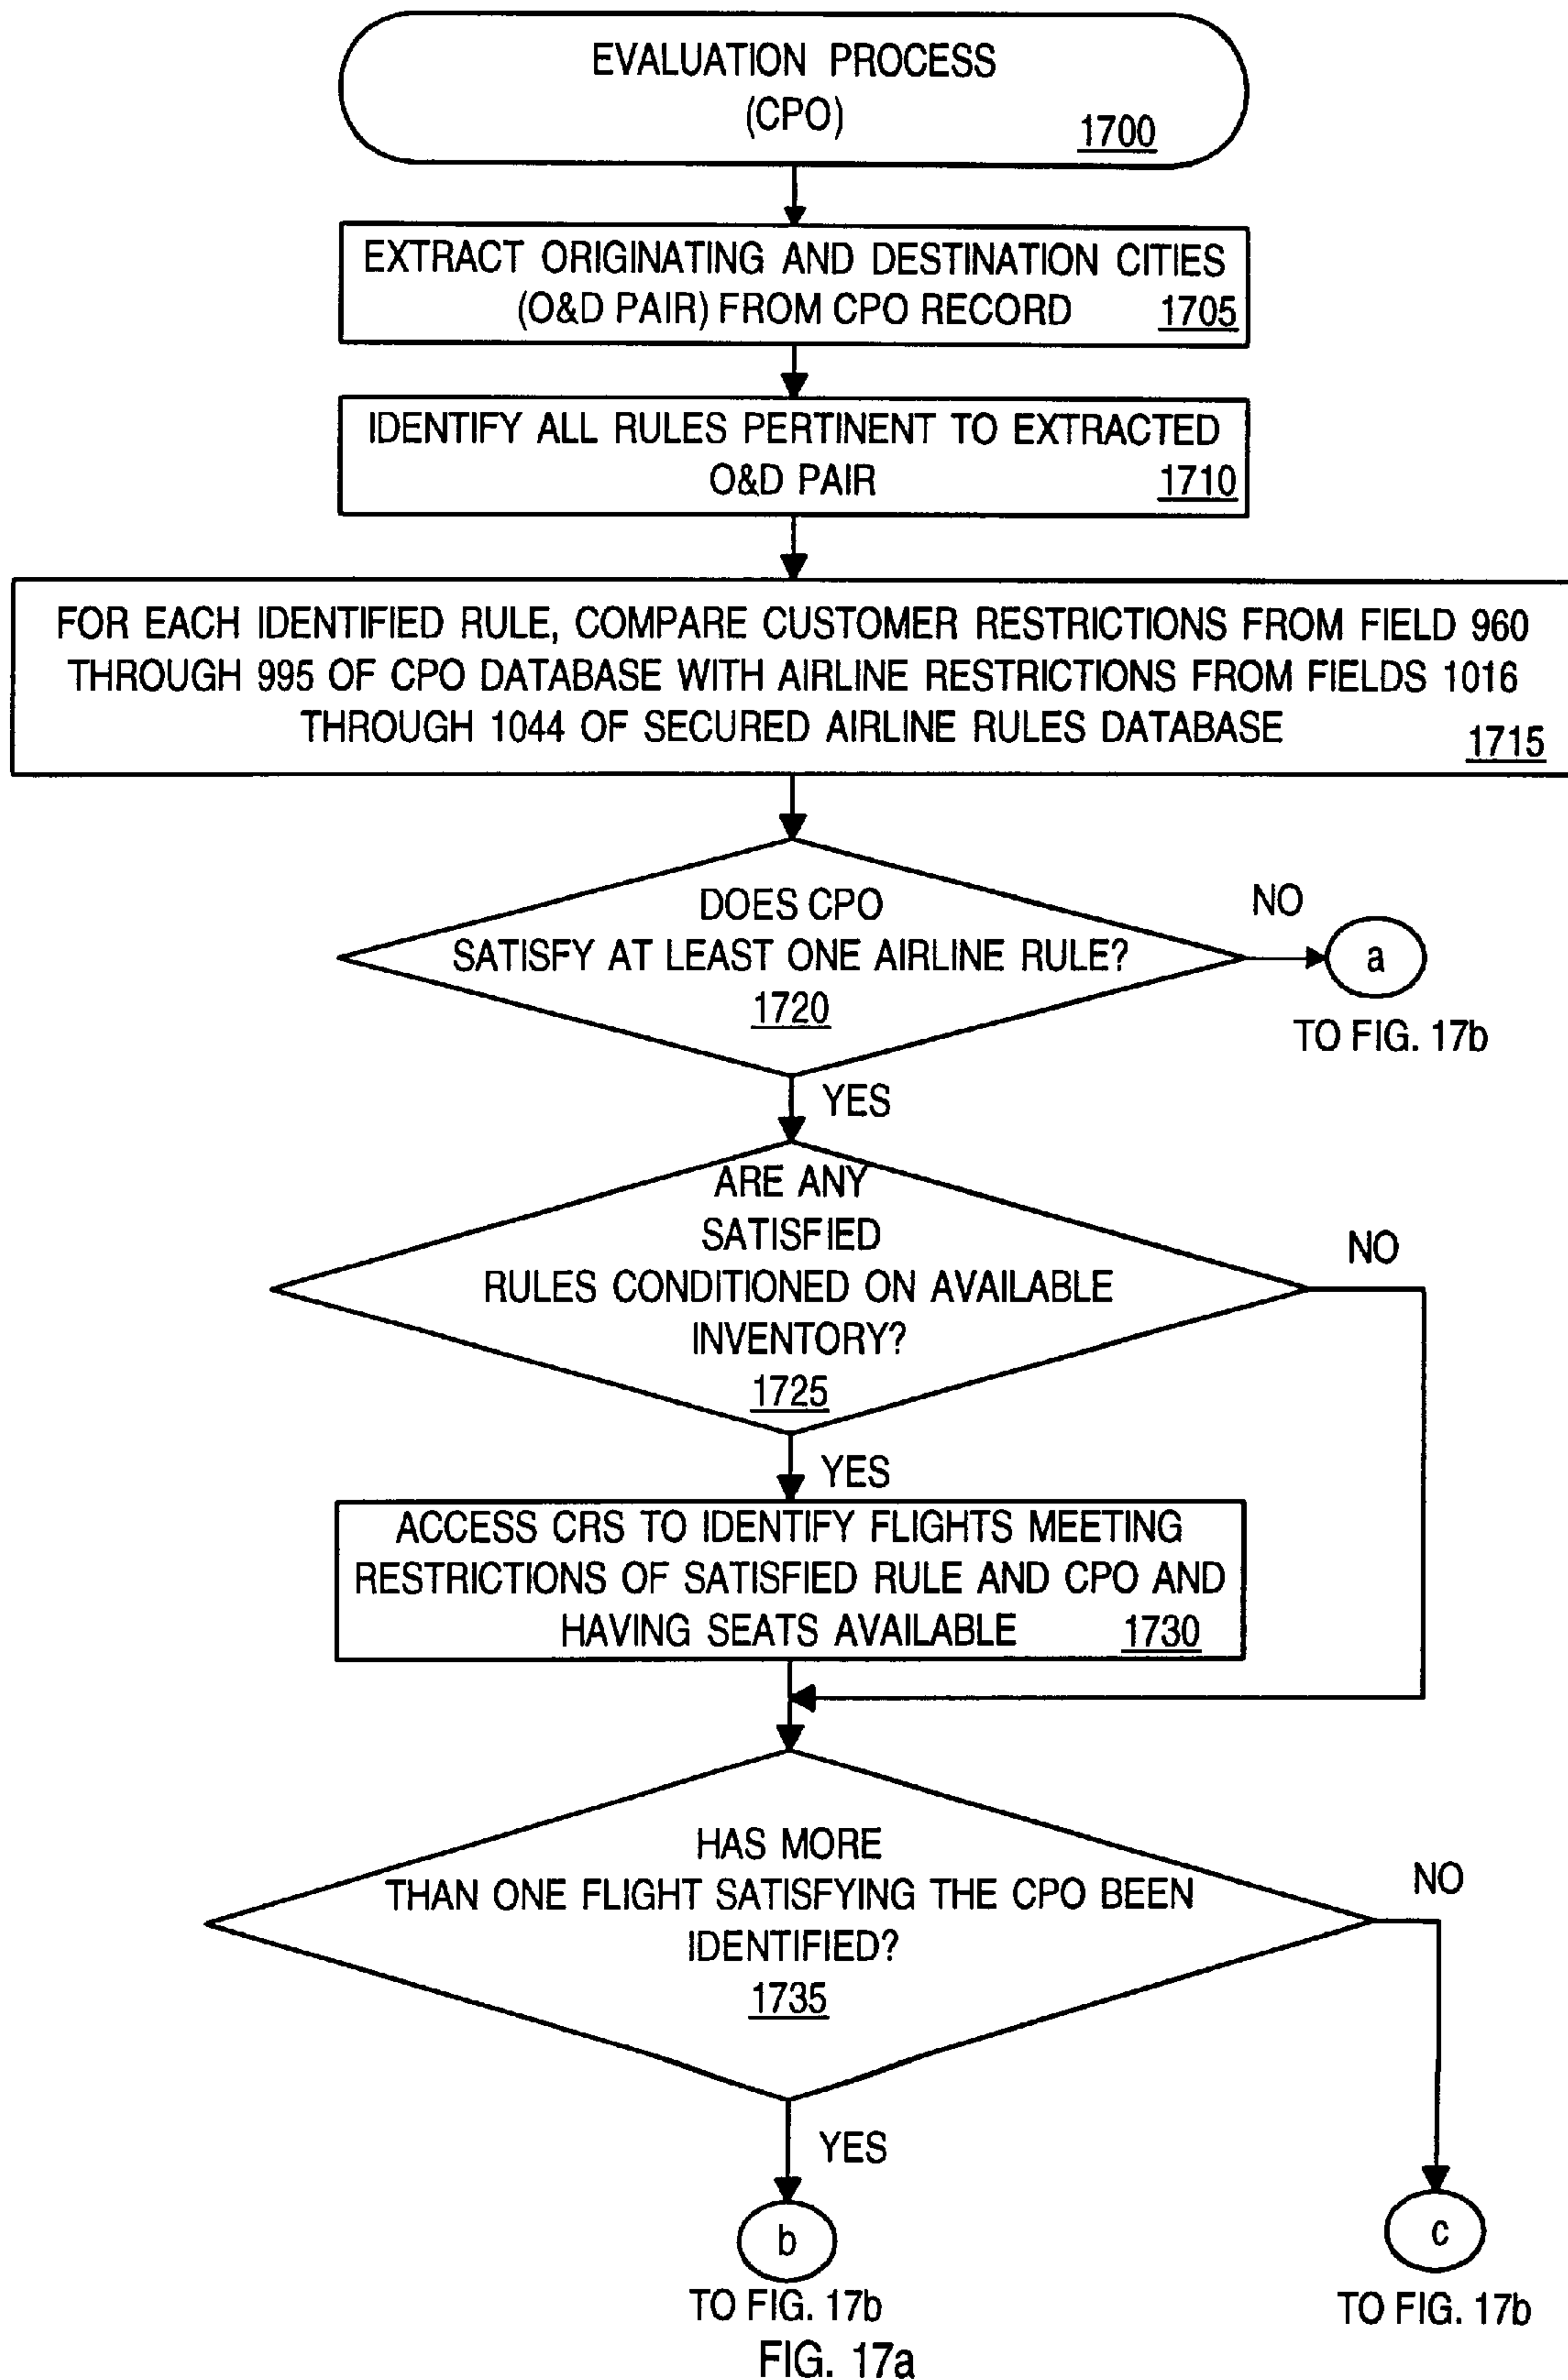 EVALUATION PROCESS
(CPO)
1700
EXTRACT ORIGINATING AND DESTINATION CITIES
(O&D PAIR) FROM CPO RECORD 1705
IDENTIFY ALL RULES PERTINENT TO EXTRACTED
O&D PAIR 1710
FOR EACH IDENTIFIED RULE, COMPARE CUSTOMER RESTRICTIONS FROM FIELD 960
THROUGH 995 OF CPO DATABASE WITH AIRLINE RESTRICTIONS FROM FIELDS 1016
THROUGH 1044 OF SECURED AIRLINE RULES DATABASE 1715
DOES CPO
SATISFY AT LEAST ONE AIRLINE RULE?
1720
NO
a
TO FIG. 17b
YES
ARE ANY
SATISFIED
RULES CONDITIONED ON AVAILABLE
INVENTORY?
1725
NO
YES
ACCESS CRS TO IDENTIFY FLIGHTS MEETING
RESTRICTIONS OF SATISFIED RULE AND CPO AND
HAVING SEATS AVAILABLE 1730
HAS MORE
THAN ONE FLIGHT SATISFYING THE CPO BEEN
IDENTIFIED?
1735
NO
YES
b
TO FIG. 17b
c
TO FIG. 17b
FIG. 17a